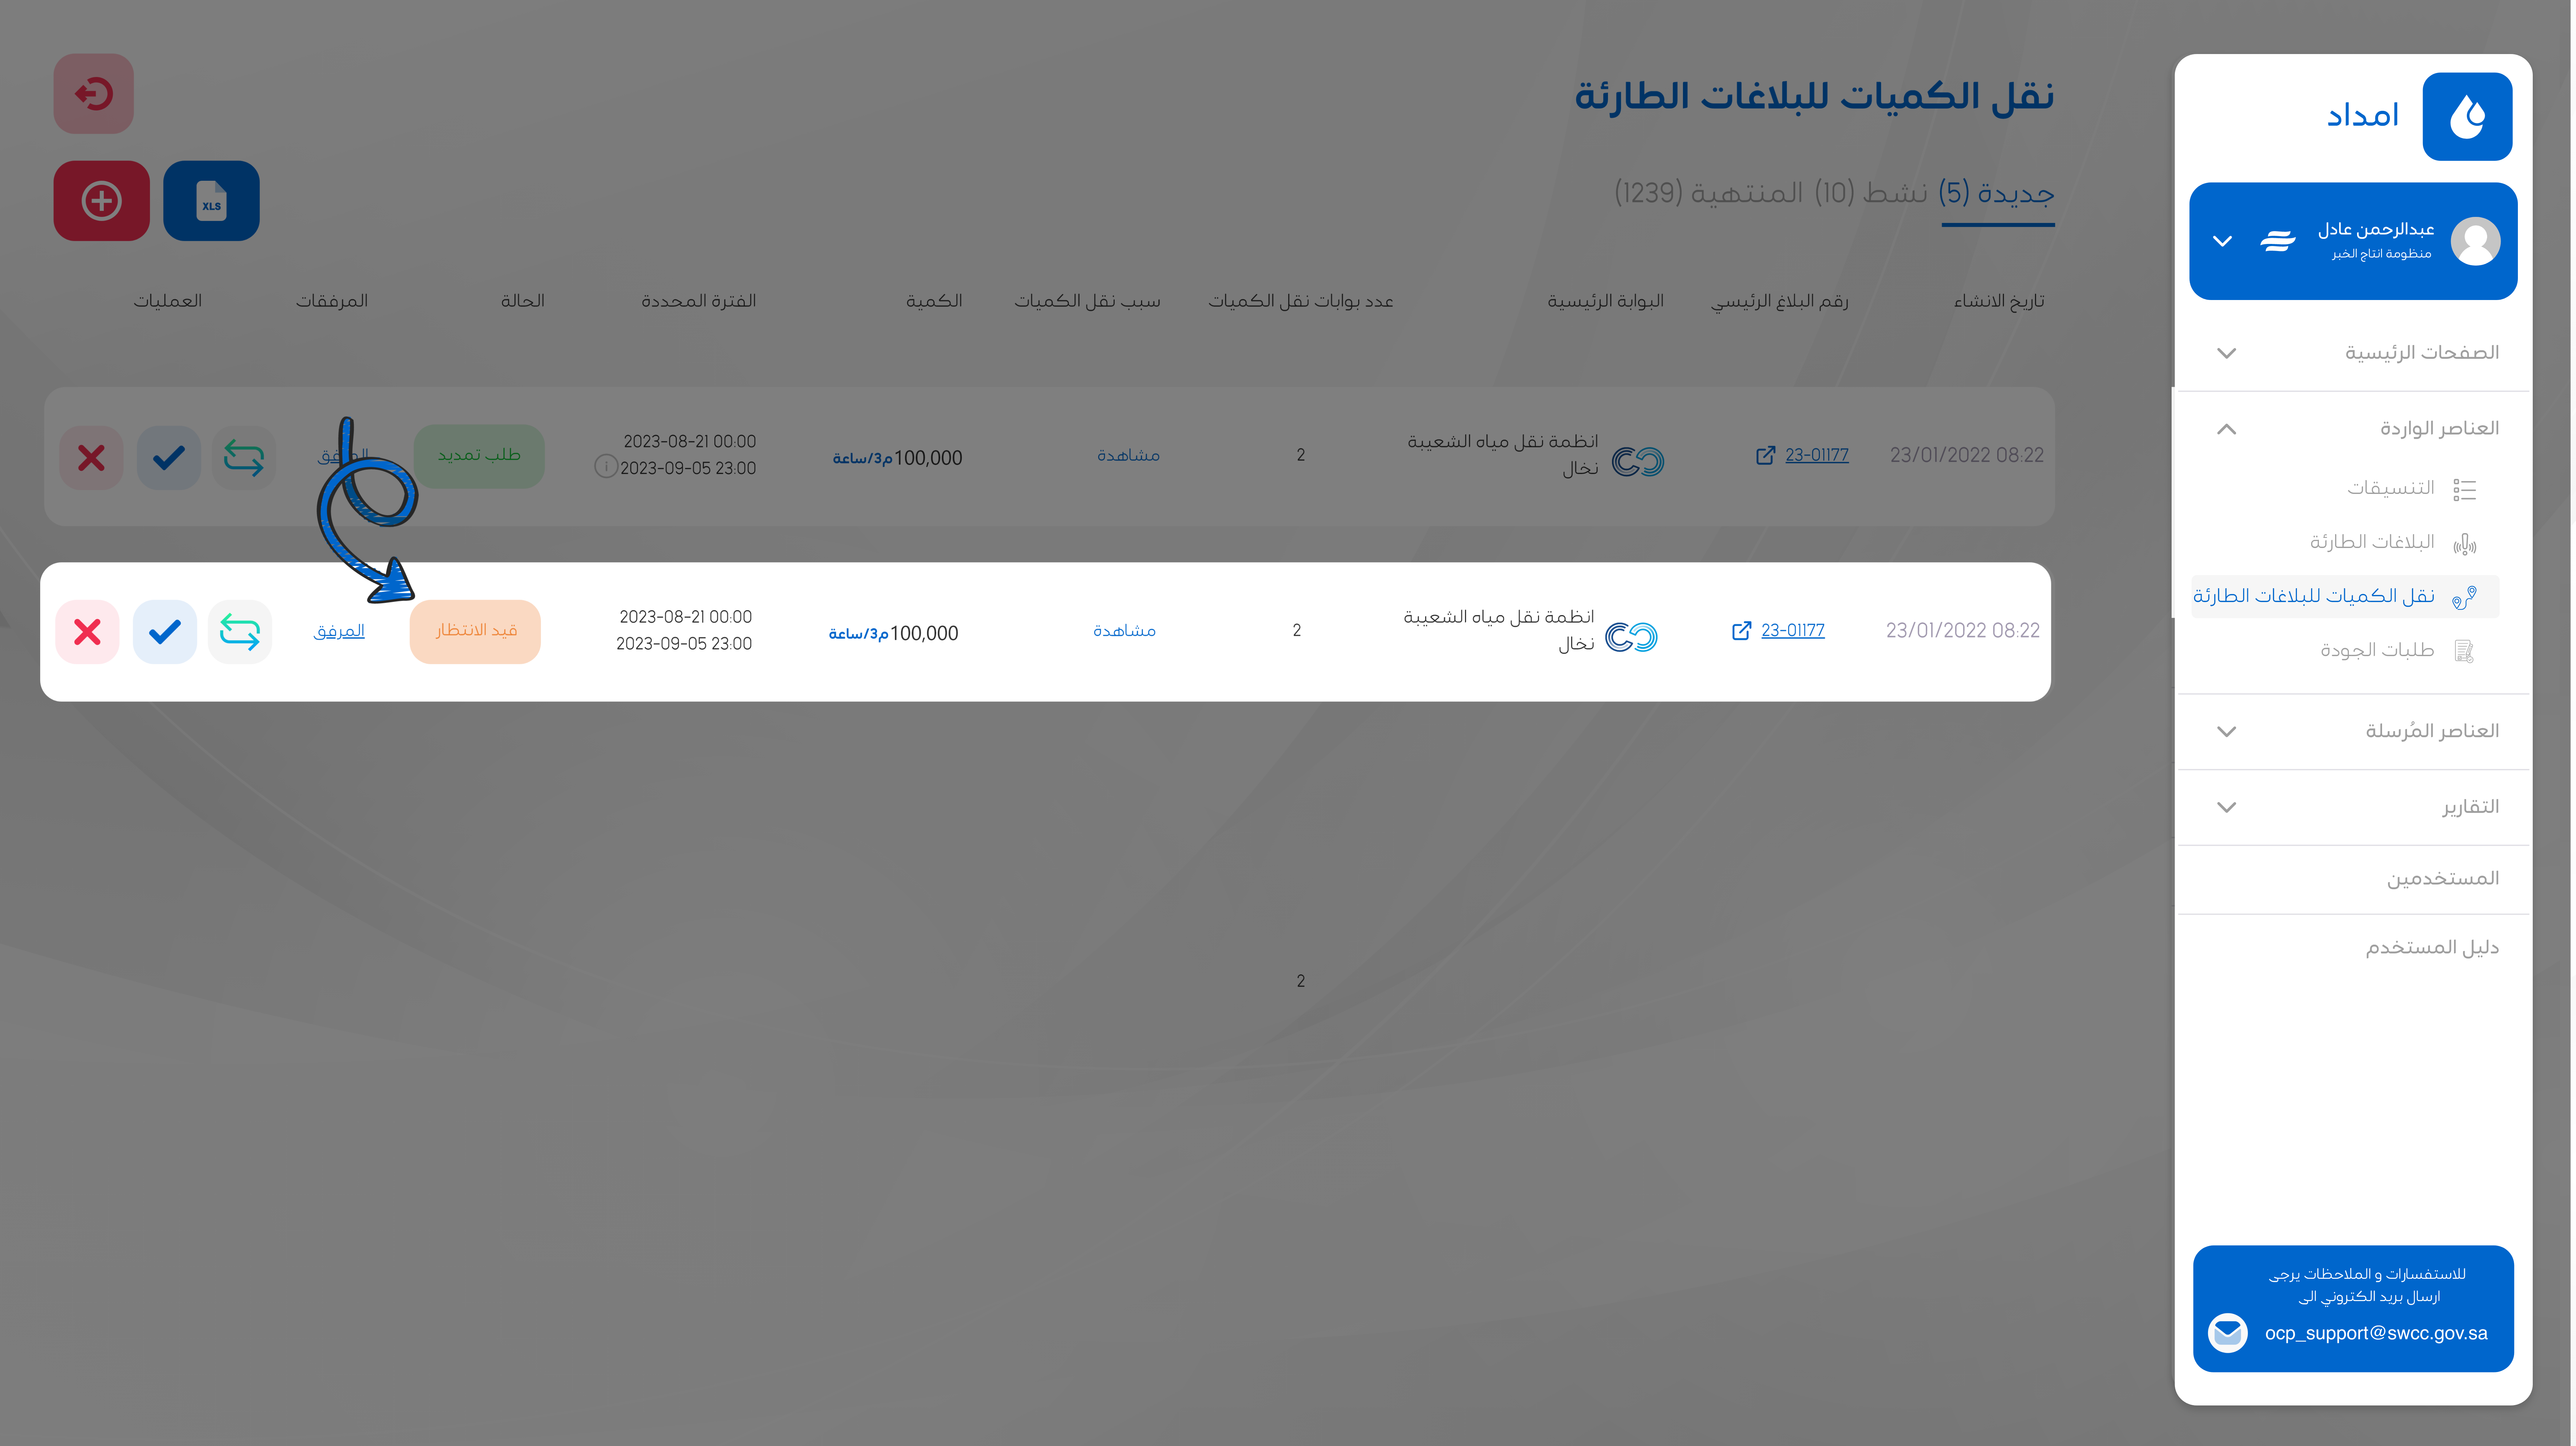 امداد
عبدالرحمن عادل
منظومة انتاج الخبر
الصفحات الرئيسية
العناصر الواردة
التنسيقات
البلاغات الطارئة
نقل الكميات للبلاغات الطارئة
طلبات الجودة
العناصر المُرسلة
التقارير
المستخدمين
دليل المستخدم
للاستفسارات و الملاحظات يرجى
ارسال بريد الكتروني الى
ocp_support@swcc.gov.sa
نقل الكميات للبلاغات الطارئة
جديدة (5) نشط (10) المنتهية (1239)
XLS
تاريخ الانشاء رقم البلاغ الرئيسي البوابة الرئيسية عدد بوابات نقل الكميات سبب نقل الكميات الكمية الفترة المحددة الحالة المرفقات العمليات
23/01/2022 08:22
23-01177
انظمة نقل مياه الشعيبة
نخال
2
مشاهدة
100,000م3/ساعة
2023-08-21 00:00
2023-09-05 23:00
طلب تمديد
المرفق
23/01/2022 08:22
23-01177
انظمة نقل مياه الشعيبة
نخال
2
مشاهدة
100,000م3/ساعة
2023-08-21 00:00
2023-09-05 23:00
قيد الانتظار
المرفق
2